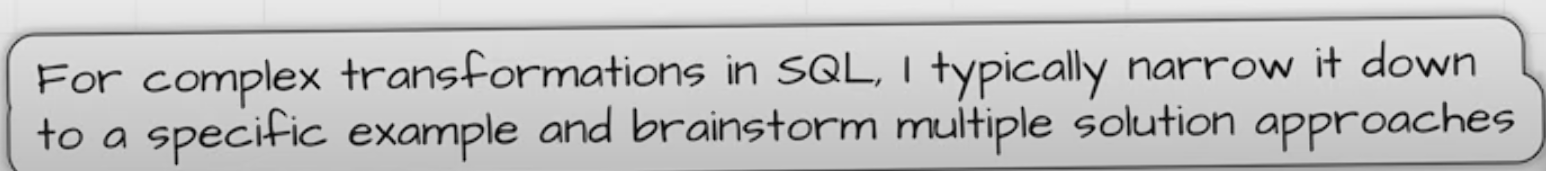 For complex transformations in SQL, I typically narrow it down
to a specific example and brainstorm multiple solution approaches